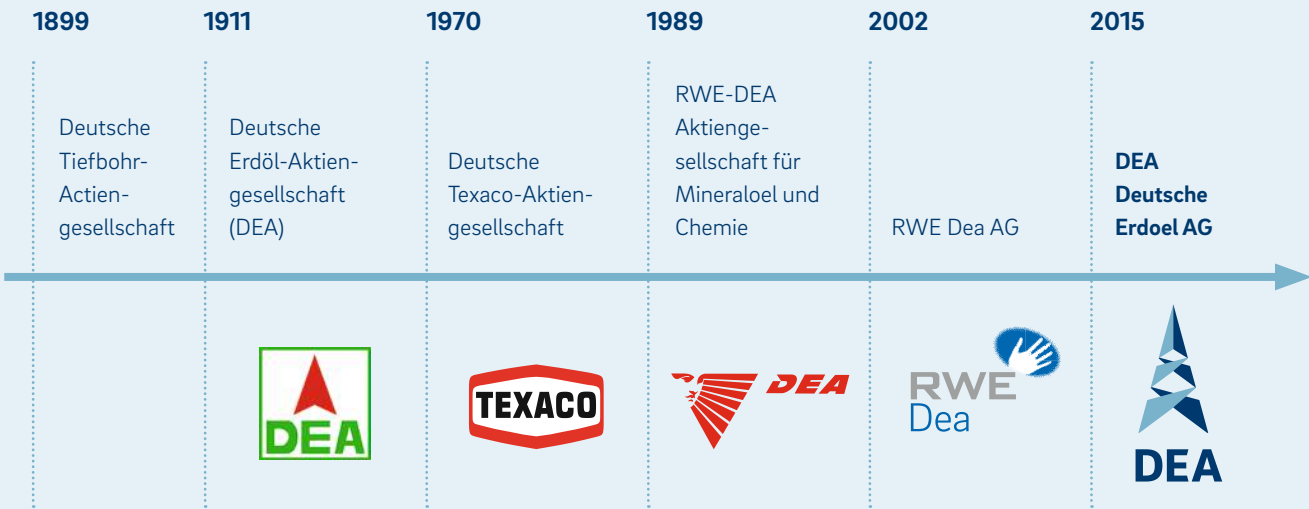 1899
Deutsche
Tiefbohr-
Actien-
gesellschaft
1911
Deutsche
Erdöl-Aktien-
gesellschaft
(DEA)
DEA
1970
Deutsche
Texaco-Aktien-
gesellschaft
TEXACO
1989
RWE-DEA
Aktienge-
sellschaft für
Mineraloel und
Chemie
DEA
2002
RWE Dea AG
RWE
Dea
2015
DEA
Deutsche
Erdoel AG
DEA